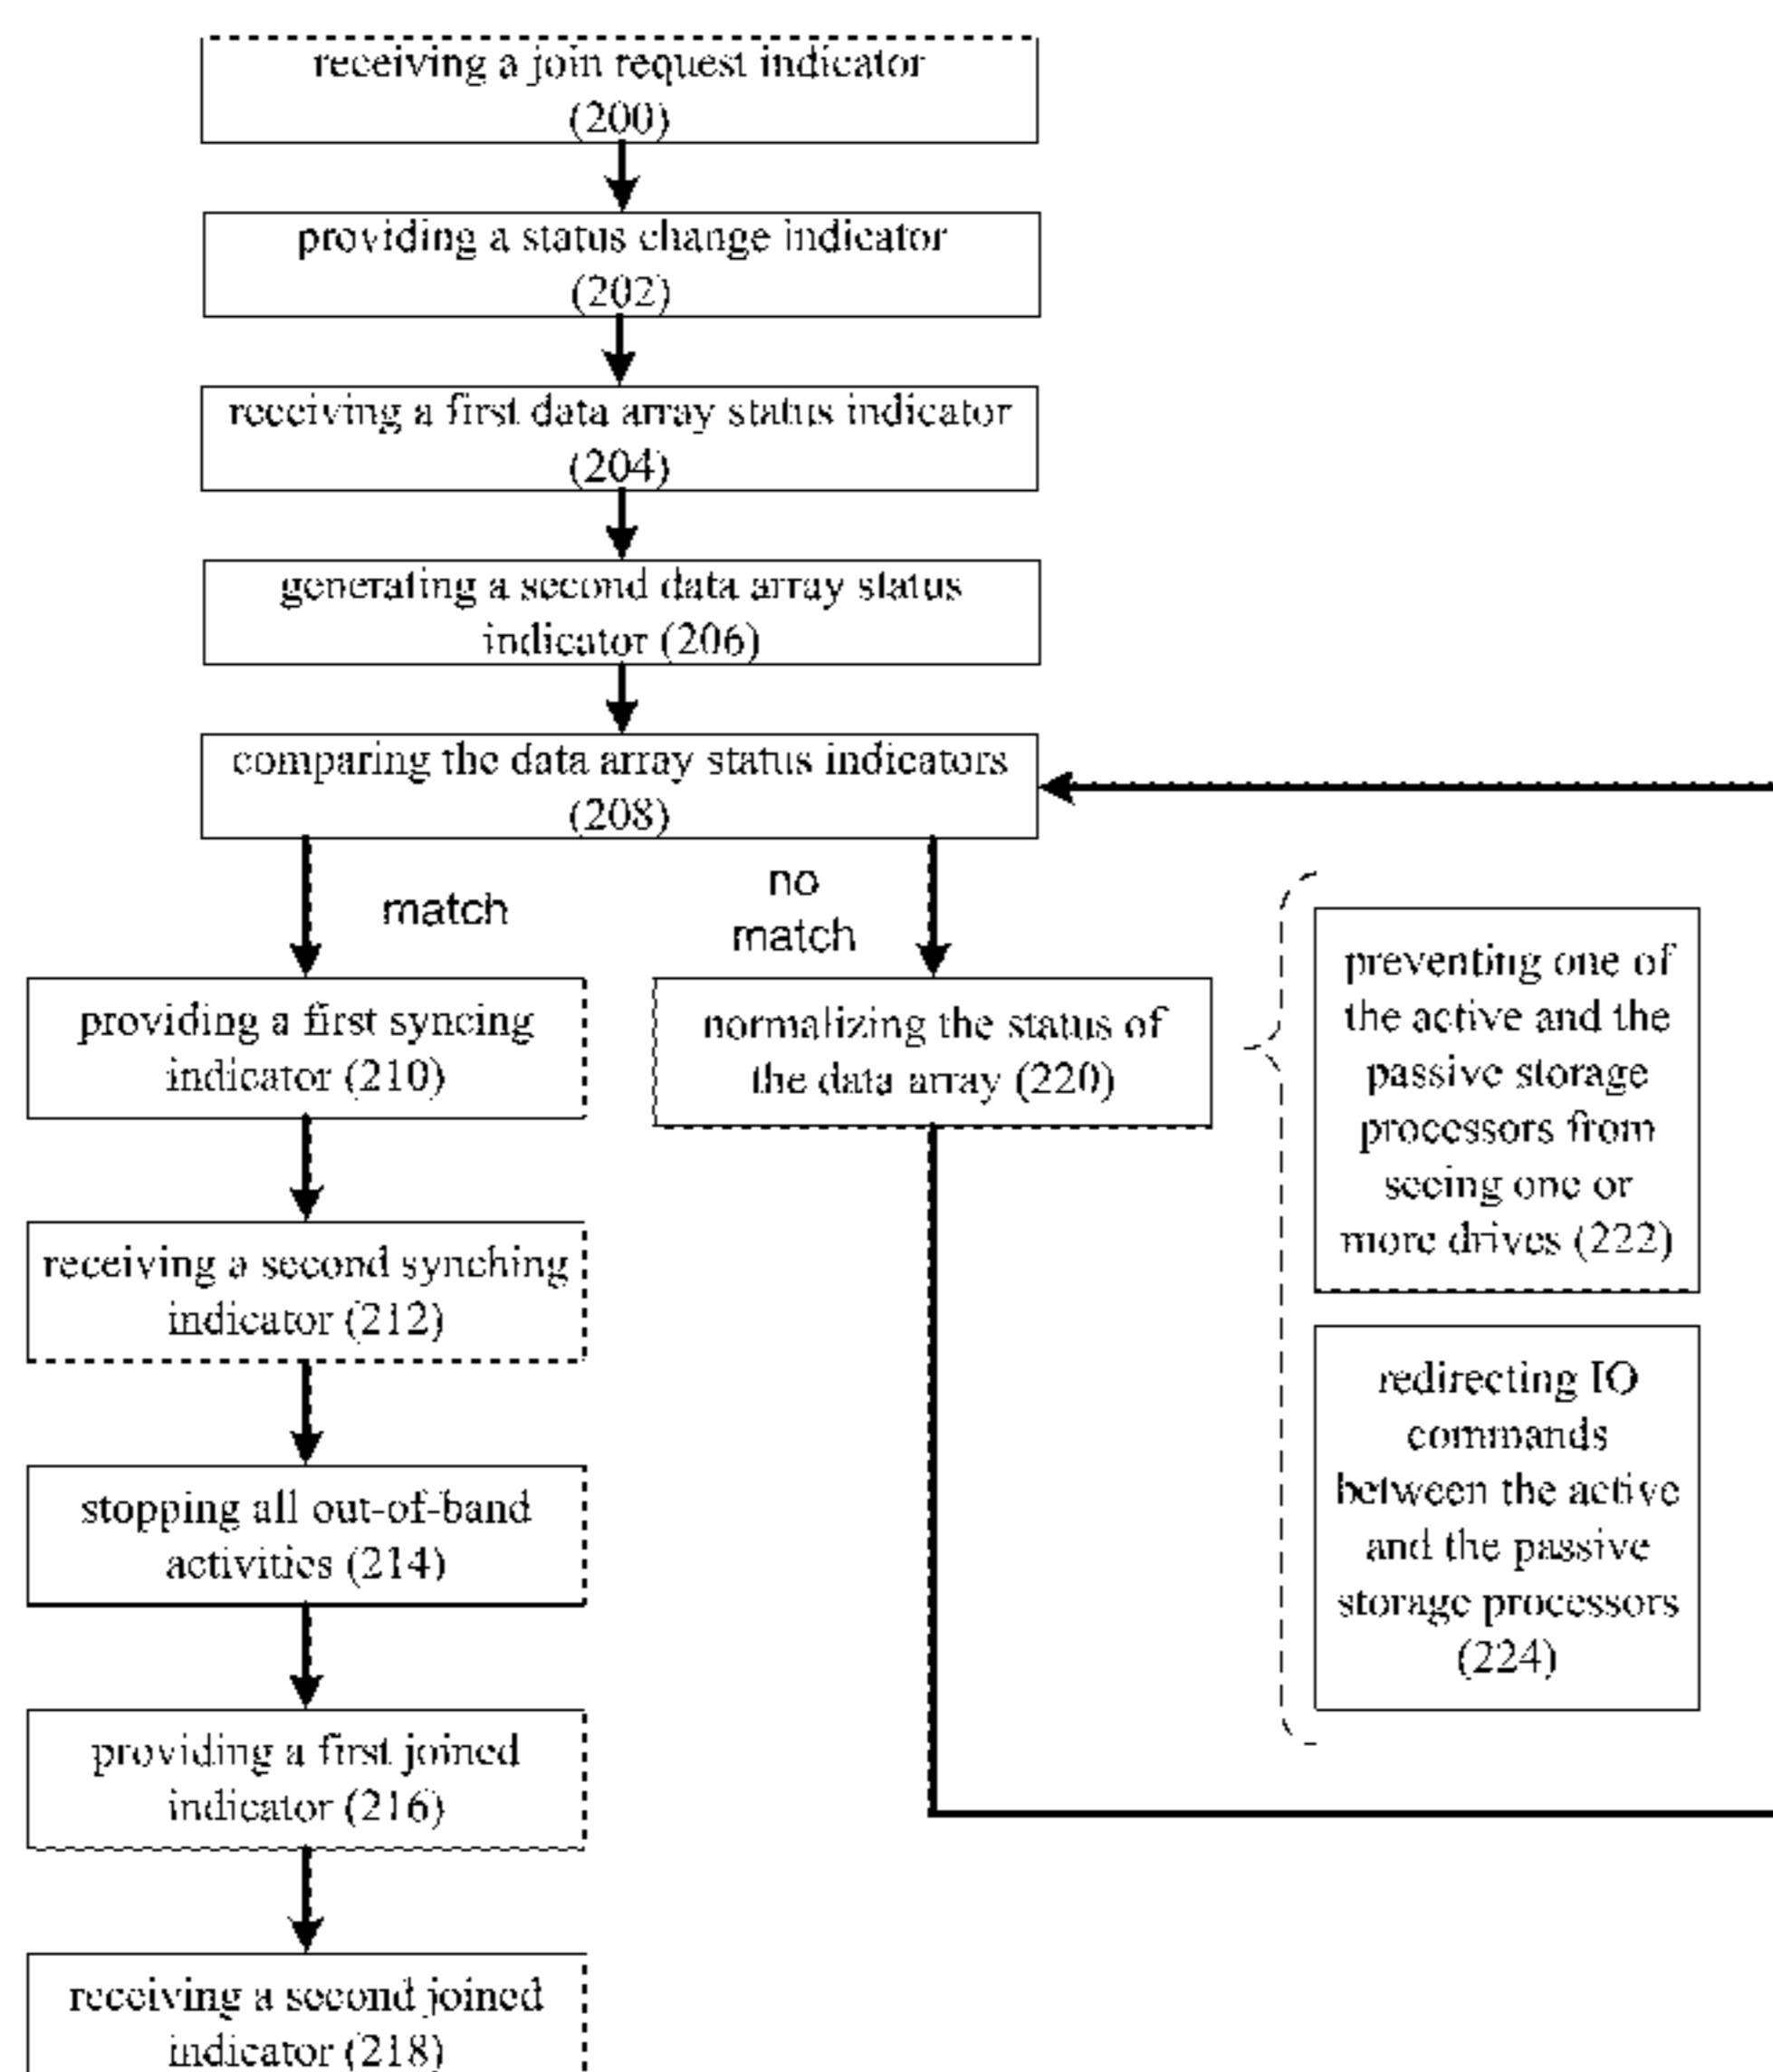 receiving a join request indicator
(200)
providing a status change indicator
(202)
receiving a first data array status indicator
(204)
generating a second data array status
indicator (206)
comparing the data array status indicators
(208)
match
no
match
providing a first syncing
indicator (210)
normalizing the status of
the data array (220)
preventing one of
the active and the
passive storage
processors from
seeing one or
more drives (222)
receiving a second synching
indicator (212)
redirecting IO
commands
between the active
and the passive
storage processors
(224)
stopping all out-of-band
activities (214)
providing a first joined
indicator (216)
receiving a second joined
indicator (218)